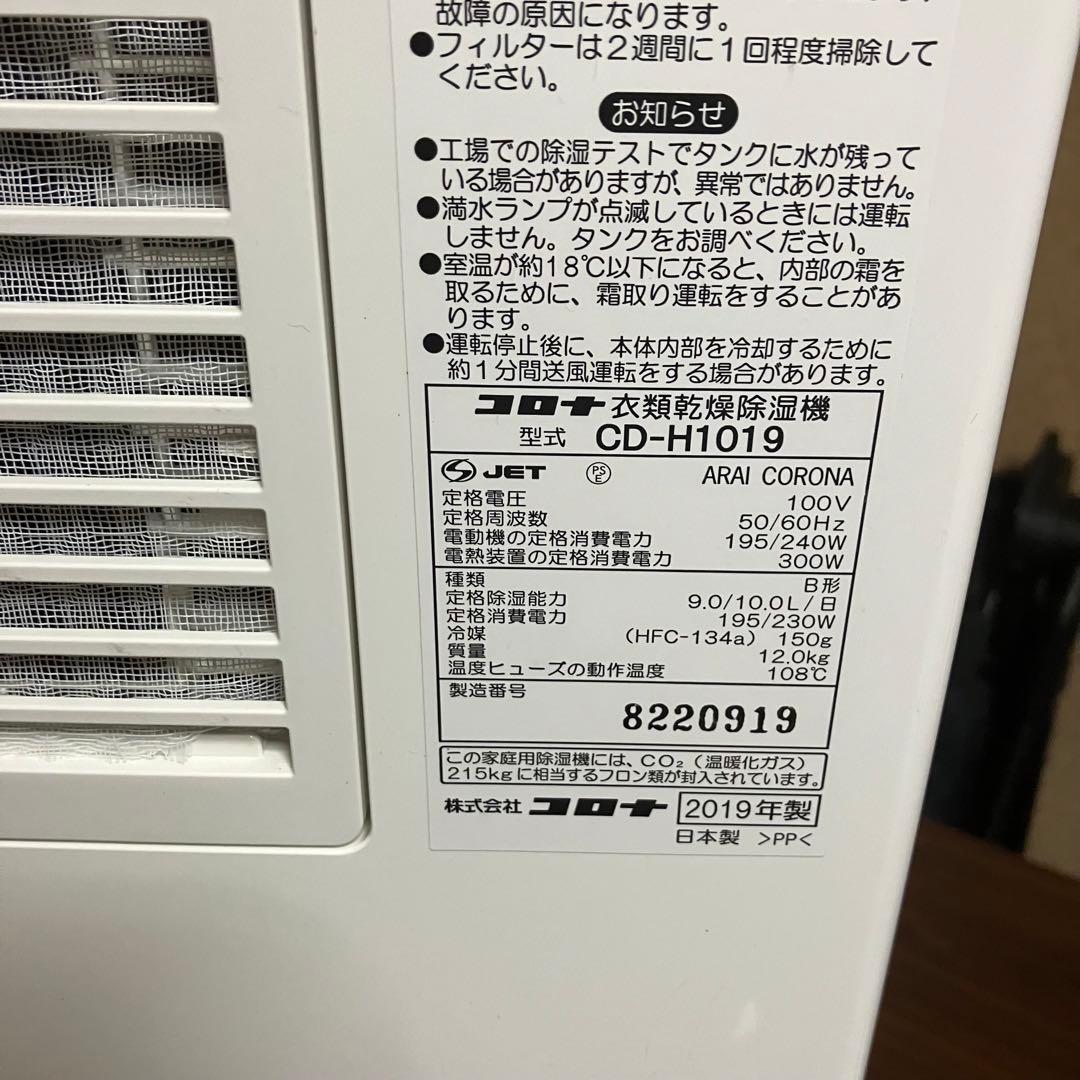 故障の原因になります。
●フィルターは2週間に1回程度掃除して
ください。
お知らせ
●工場での除湿テストでタンクに水が残って
いる場合がありますが、異常ではありません。
●満水ランプが点滅しているときには運転
しません。タンクをお調べください。
●室温が約18℃以下になると、内部の霜を
取るために、霜取り運転をすることがあ
ります。
●運転停止後に、本体内部を冷却するために
約1分間送風運転をする場合があります。
コロナ 衣類乾燥除湿機
型式 CD-H1019
JET PSE ARAI CORONA
定格電圧 100V
定格周波数 50/60Hz
電動機の定格消費電力 195/240W
電熱装置の定格消費電力 300W
種類 B形
定格除湿能力 9.0/10.0L/日
定格消費電力 195/230W
冷媒 (HFC-134a) 150g
質量 12.0kg
温度ヒューズの動作温度 108℃
製造番号
8220919
この家庭用除湿機には、CO₂(温暖化ガス)
215kgに相当するフロン類が封入されています。
株式会社 コロナ 2019年製
日本製 >PP<